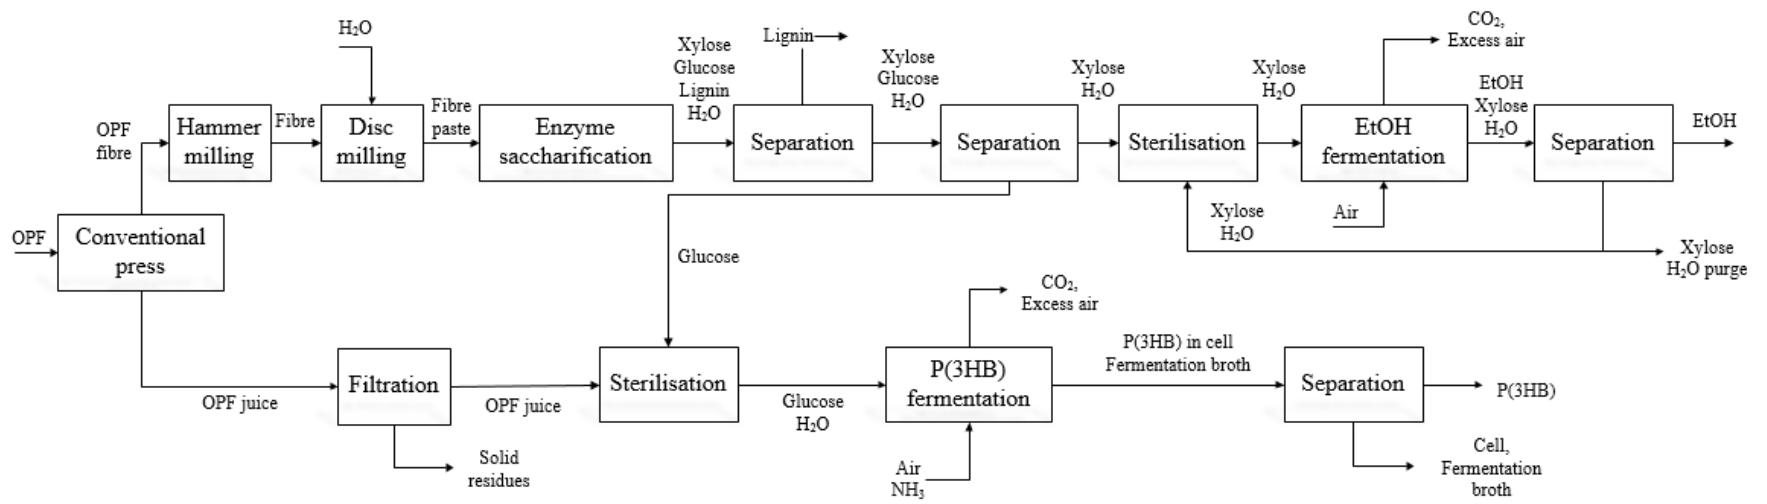 H₂O
Lignin
CO₂,
Excess air
Xylose
Glucose
Lignin
H₂O
Xylose
Glucose
H₂O
Xylose
H₂O
Xylose
H₂O
EtOH
Xylose
H₂O
OPF
fibre
Hammer
milling
Fibre
Disc
milling
Fibre
paste
Enzyme
saccharification
Separation
Separation
Sterilisation
EtOH
fermentation
Separation
EtOH
OPF
Conventional
press
Xylose
H₂O
Air
Glucose
Xylose
H₂O purge
CO₂,
Excess air
OPF juice
Filtration
OPF juice
Sterilisation
Glucose
H₂O
P(3HB)
fermentation
P(3HB) in cell
Fermentation broth
Separation
P(3HB)
Solid
residues
Air
NH₃
Cell,
Fermentation
broth